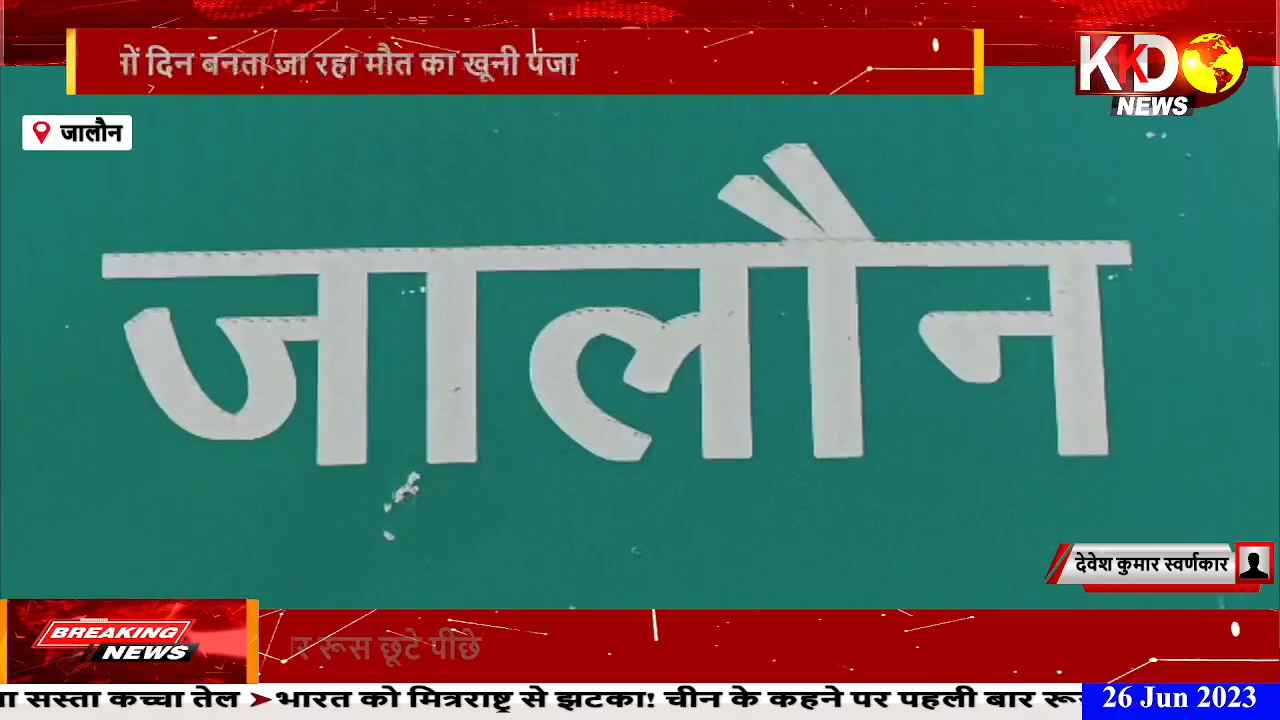 दिन बनता जा रहा मौत का खूनी पंजा
KKD
NEWS
जालौन
जालौन
देवेश कुमार स्वर्णकार
BREAKING
NEWS
रूस छूटे पीछे
सस्ता कच्चा तेल ➤भारत को मित्रराष्ट्र से झटका! चीन के कहने पर पहली बार
26 Jun 2023